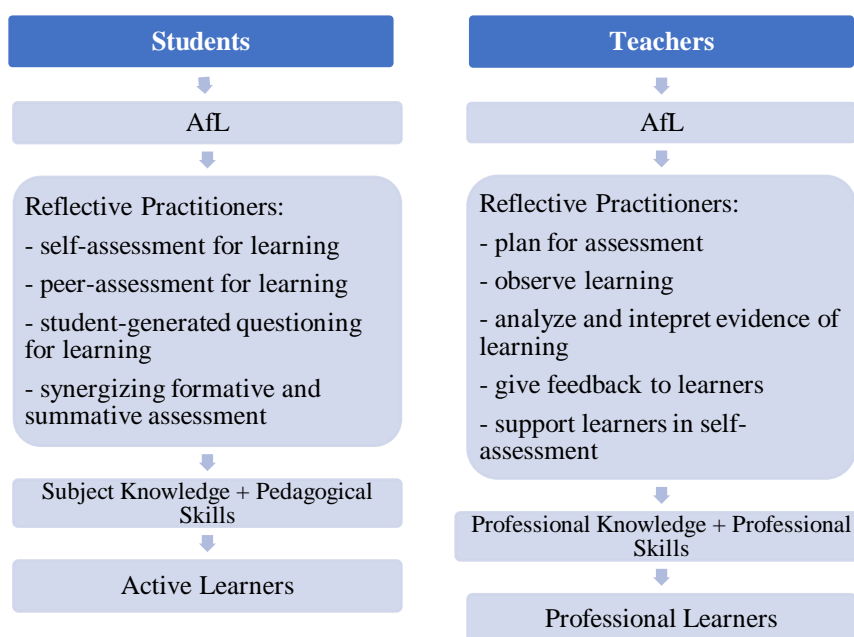 Students
AfL
Reflective Practitioners:
- self-assessment for learning
- peer-assessment for learning
- student-generated questioning
for learning
- synergizing formative and
summative assessment
Subject Knowledge + Pedagogical
Skills
Active Learners
Teachers
AfL
Reflective Practitioners:
- plan for assessment
- observe learning
- analyze and intepret evidence of
learning
- give feedback to learners
- support learners in self-
assessment
Professional Knowledge + Professional
Skills
Professional Learners